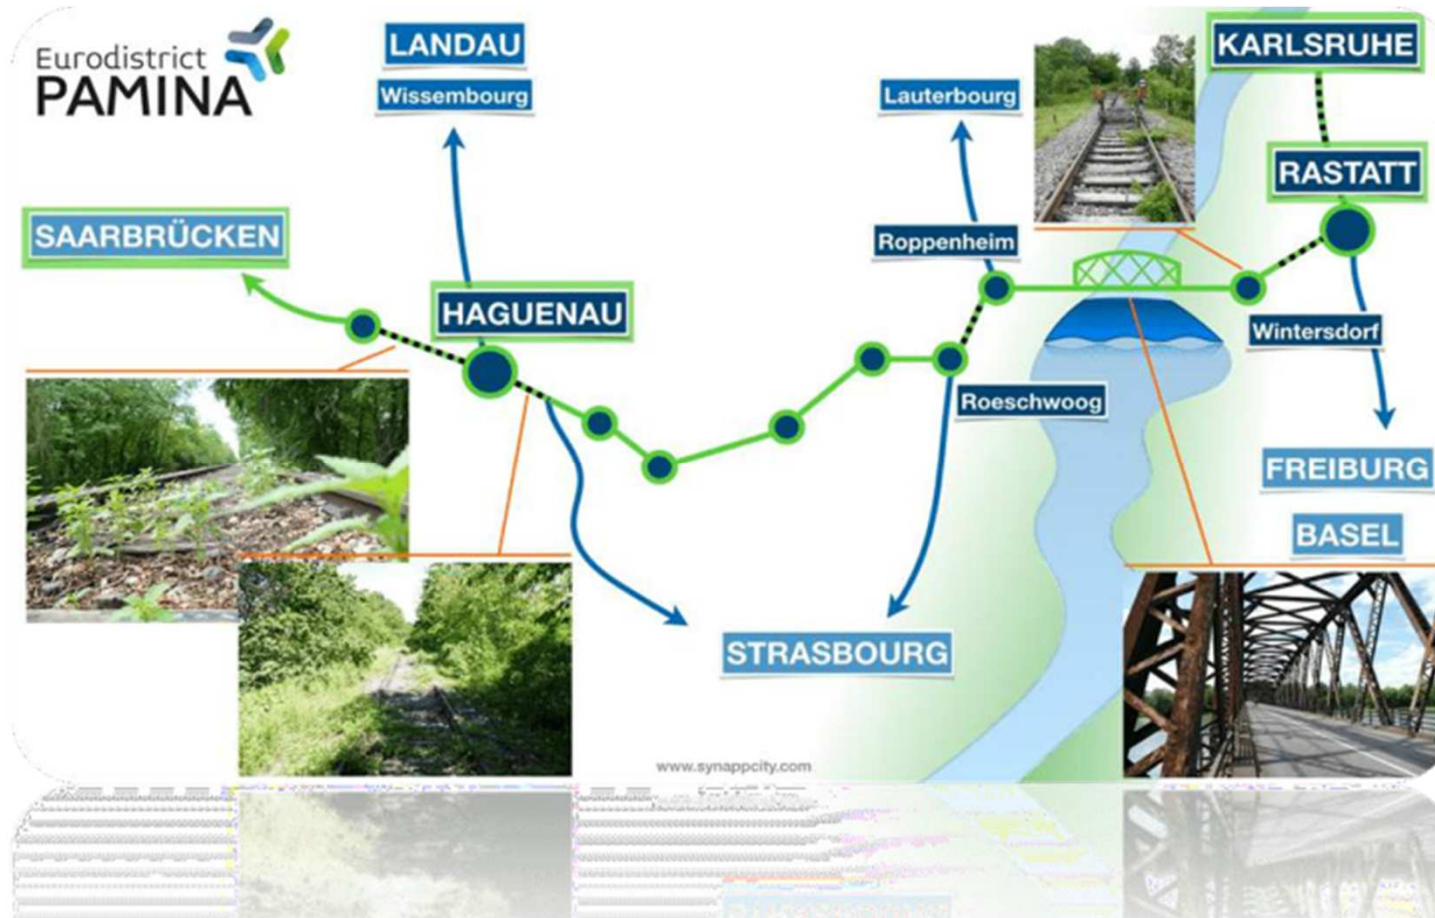 Eurodistrict
PAMINA
LANDAU
Wissembourg
Lauterbourg
KARLSRUHE
RASTATT
SAARBRÜCKEN
Roppenheim
HAGUENAU
Wintersdorf
Roeschwoog
FREIBURG
BASEL
STRASBOURG
www.synappcity.com